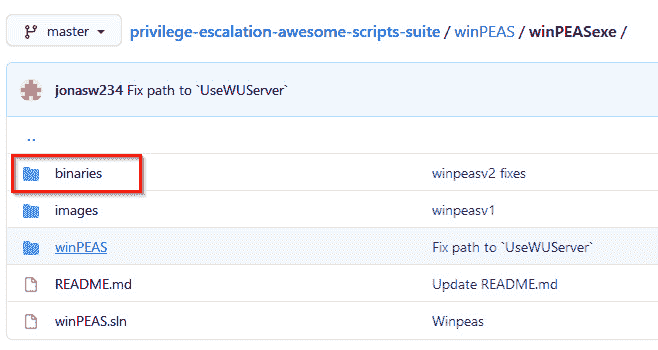 master privilege-escalation-awesome-scripts-suite / winPEAS / winPEASexe /
jonasw234 Fix path to `UseWUServer`
..
binaries winpeasv2 fixes
images winpeasv1
winPEAS Fix path to `UseWUServer`
README.md Update README.md
winPEAS.sln Winpeas